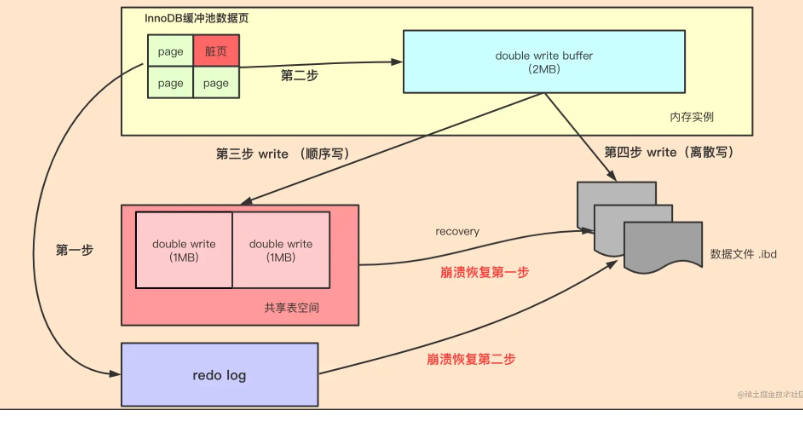 InnoDB缓冲池数据页
page
脏页
page
page
第二步
double write buffer
(2MB)
内存实例
第三步 write （顺序写）
第四步 write（离散写）
第一步
double write
(1MB)
double write
(1MB)
共享表空间
recovery
崩溃恢复第一步
数据文件 .ibd
崩溃恢复第二步
redo log
@稀土掘金技术社区